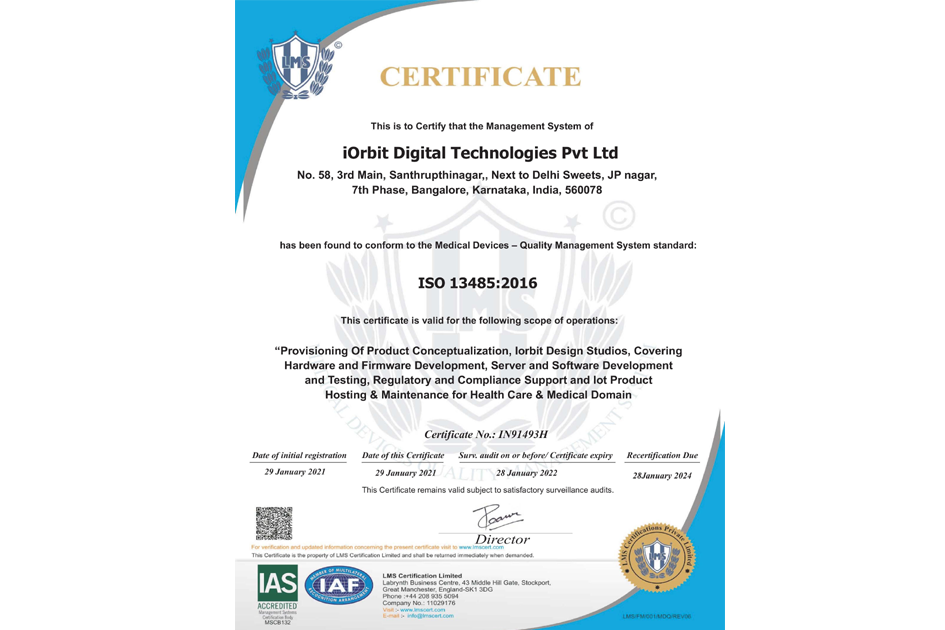 LMS
©
CERTIFICATE
This is to Certify that the Management System of
iOrbit Digital Technologies Pvt Ltd
No. 58, 3rd Main, Santhrupthinagar,, Next to Delhi Sweets, JP nagar,
7th Phase, Bangalore, Karnataka, India, 560078
has been found to conform to the Medical Devices – Quality Management System standard:
ISO 13485:2016
This certificate is valid for the following scope of operations:
“Provisioning Of Product Conceptualization, Iorbit Design Studios, Covering
Hardware and Firmware Development, Server and Software Development
and Testing, Regulatory and Compliance Support and Iot Product
Hosting & Maintenance for Health Care & Medical Domain
Certificate No.: IN91493H
Date of initial registration Date of this Certificate Surv. audit on or before/ Certificate expiry Recertification Due
29 January 2021 29 January 2021 28 January 2022 28January 2024
This Certificate remains valid subject to satisfactory surveillance audits.
Director
For verification and updated information concerning the present certificate visit to www.lmscert.com
This Certificate is the property of LMS Certification Limited and shall be returned immediately when demanded.
IAS
ACCREDITED
Management Systems
Certification Body
MSCB132
MEMBER OF MULTILATERAL
IAF
RECOGNITION ARRANGEMENT
LMS Certification Limited
Labrynth Business Centre, 43 Middle Hill Gate, Stockport,
Great Manchester, England-SK1 3DG
Phone :+44 208 935 5094
Company No.: 11029176
Visit :- www.lmscert.com
E-mail :- info@lmscert.com
LMS Certifications Private Limited
LMS